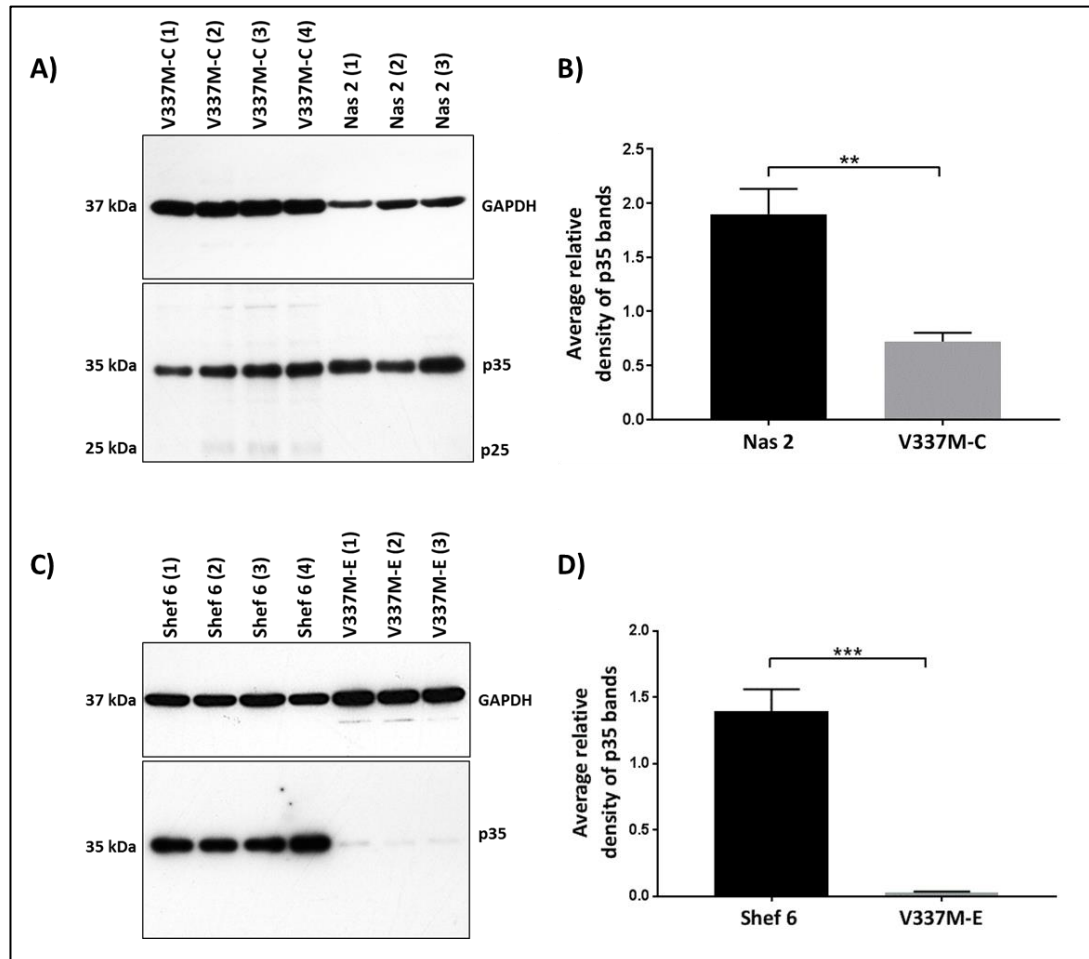 A)
V337M-C (1)
V337M-C (2)
V337M-C (3)
V337M-C (4)
Nas 2 (1)
Nas 2 (2)
Nas 2 (3)
37 kDa
GAPDH
35 kDa
p35
25 kDa
p25
B)
Average relative
density of p35 bands
2.5
2.0
1.5
1.0
0.5
0.0
**
Nas 2
V337M-C
C)
Shef 6 (1)
Shef 6 (2)
Shef 6 (3)
Shef 6 (4)
V337M-E (1)
V337M-E (2)
V337M-E (3)
37 kDa
GAPDH
35 kDa
p35
D)
Average relative
density of p35 bands
2.0
1.5
1.0
0.5
0.0
***
Shef 6
V337M-E